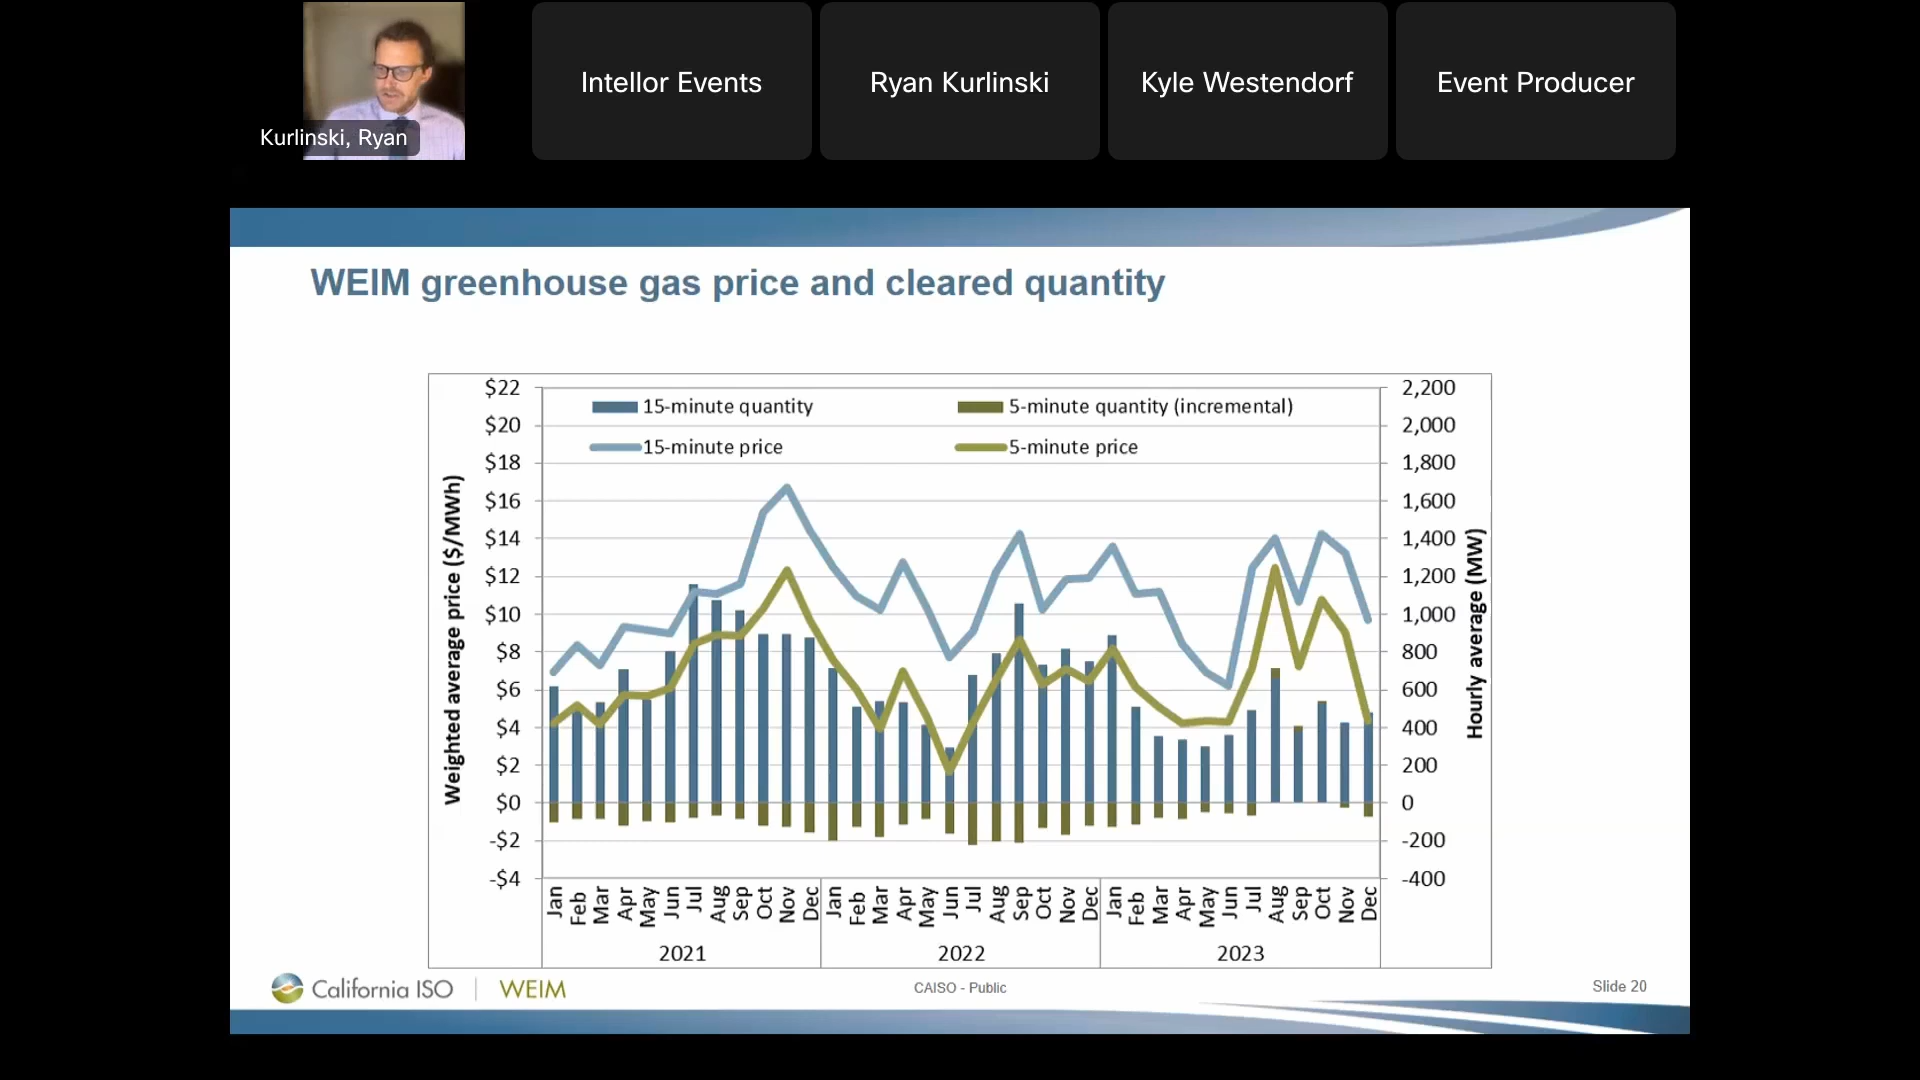 Kurlinski, Ryan
Intellor Events
Ryan Kurlinski
Kyle Westendorf
Event Producer
WEIM greenhouse gas price and cleared quantity
15-minute quantity
5-minute quantity (incremental)
15-minute price
5-minute price
Weighted average price ($/MWh)
$22
$20
$18
$16
$14
$12
$10
$8
$6
$4
$2
$0
-$2
-$4
2,200
2,000
1,800
1,600
1,400
1,200
1,000
800
600
400
200
0
-200
-400
Hourly average (MW)
Jan Feb Mar Apr May Jun Jul Aug Sep Oct Nov Dec Jan Feb Mar Apr May Jun Jul Aug Sep Oct Nov Dec Jan Feb Mar Apr May Jun Jul Aug Sep Oct Nov Dec
2021 2022 2023
California ISO
WEIM
CAISO - Public
Slide 20